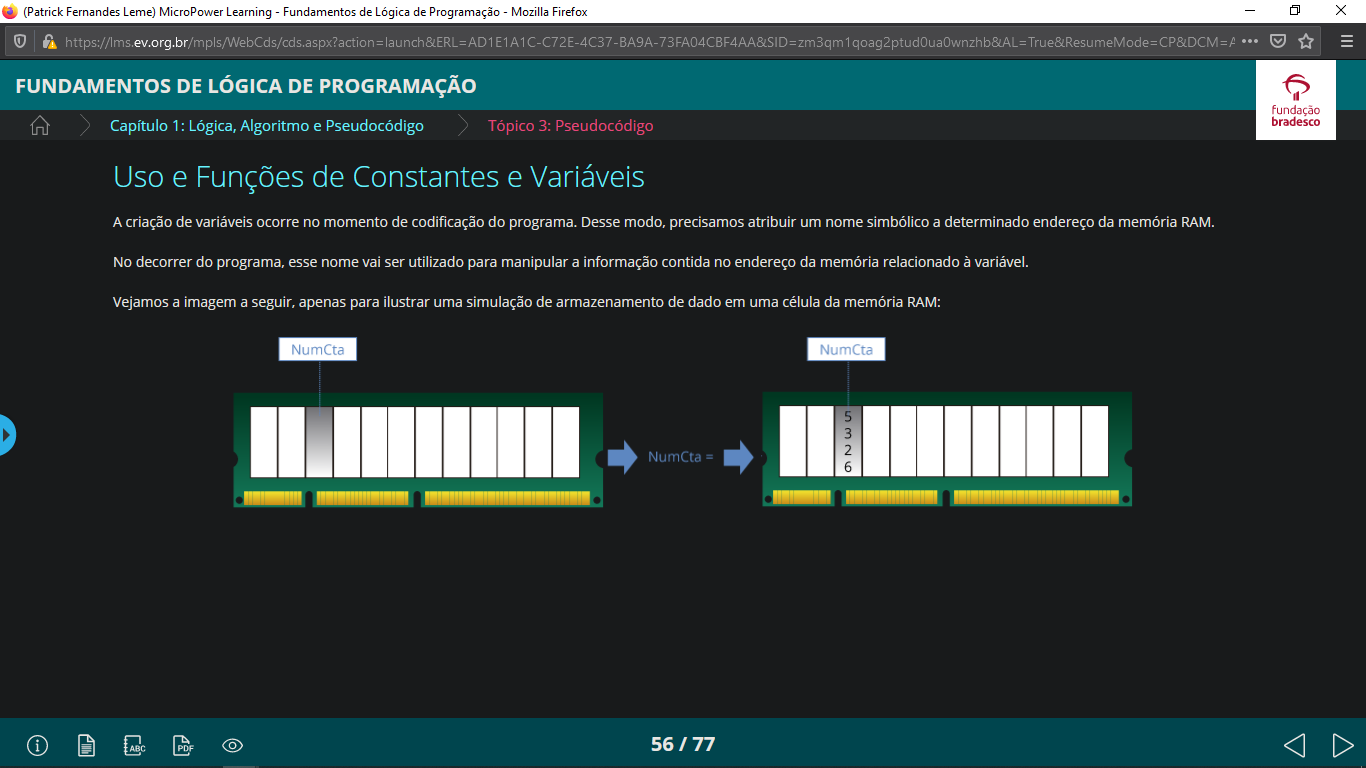 (Patrick Fernandes Leme) MicroPower Learning - Fundamentos de Lógica de Programação - Mozilla Firefox
https://lms.ev.org.br/mpls/WebCds/cds.aspx?action=launch&ERL=AD1E1A1C-C72E-4C37-BA9A-73FA04CBF4AA&SID=zm3qm1qoag2ptud0ua0wnzhb&AL=True&ResumeMode=CP&DCM=A
FUNDAMENTOS DE LÓGICA DE PROGRAMAÇÃO
fundação
bradesco
Capítulo 1: Lógica, Algoritmo e Pseudocódigo
Tópico 3: Pseudocódigo
Uso e Funções de Constantes e Variáveis
A criação de variáveis ocorre no momento de codificação do programa. Desse modo, precisamos atribuir um nome simbólico a determinado endereço da memória RAM.
No decorrer do programa, esse nome vai ser utilizado para manipular a informação contida no endereço da memória relacionado à variável.
Vejamos a imagem a seguir, apenas para ilustrar uma simulação de armazenamento de dado em uma célula da memória RAM:
NumCta
NumCta =
NumCta
5
3
2
6
ABC
PDF
56 / 77